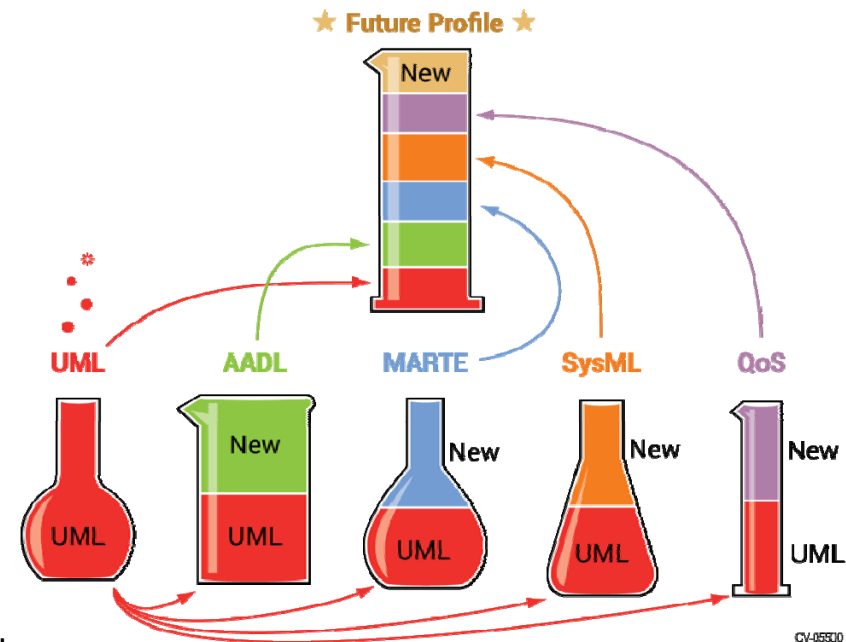 Future Profile
New
UML
AADL
MARTE
SysML
QoS
New
New
New
New
UML
UML
UML
UML
UML
.
CV-05500